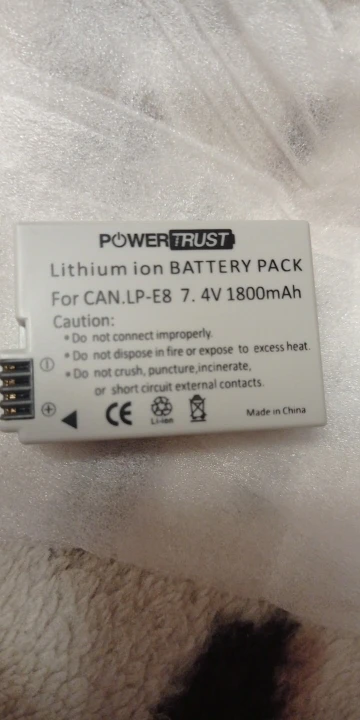 POWERTRUST
Lithium ion BATTERY PACK
For CAN.LP-E8 7. 4V 1800mAh
Caution:
•Do not connect improperly.
•Do not dispose in fire or expose to excess heat.
•Do not crush, puncture,incinerate,
or short circuit external contacts.
CE
Li-ion
Made in China